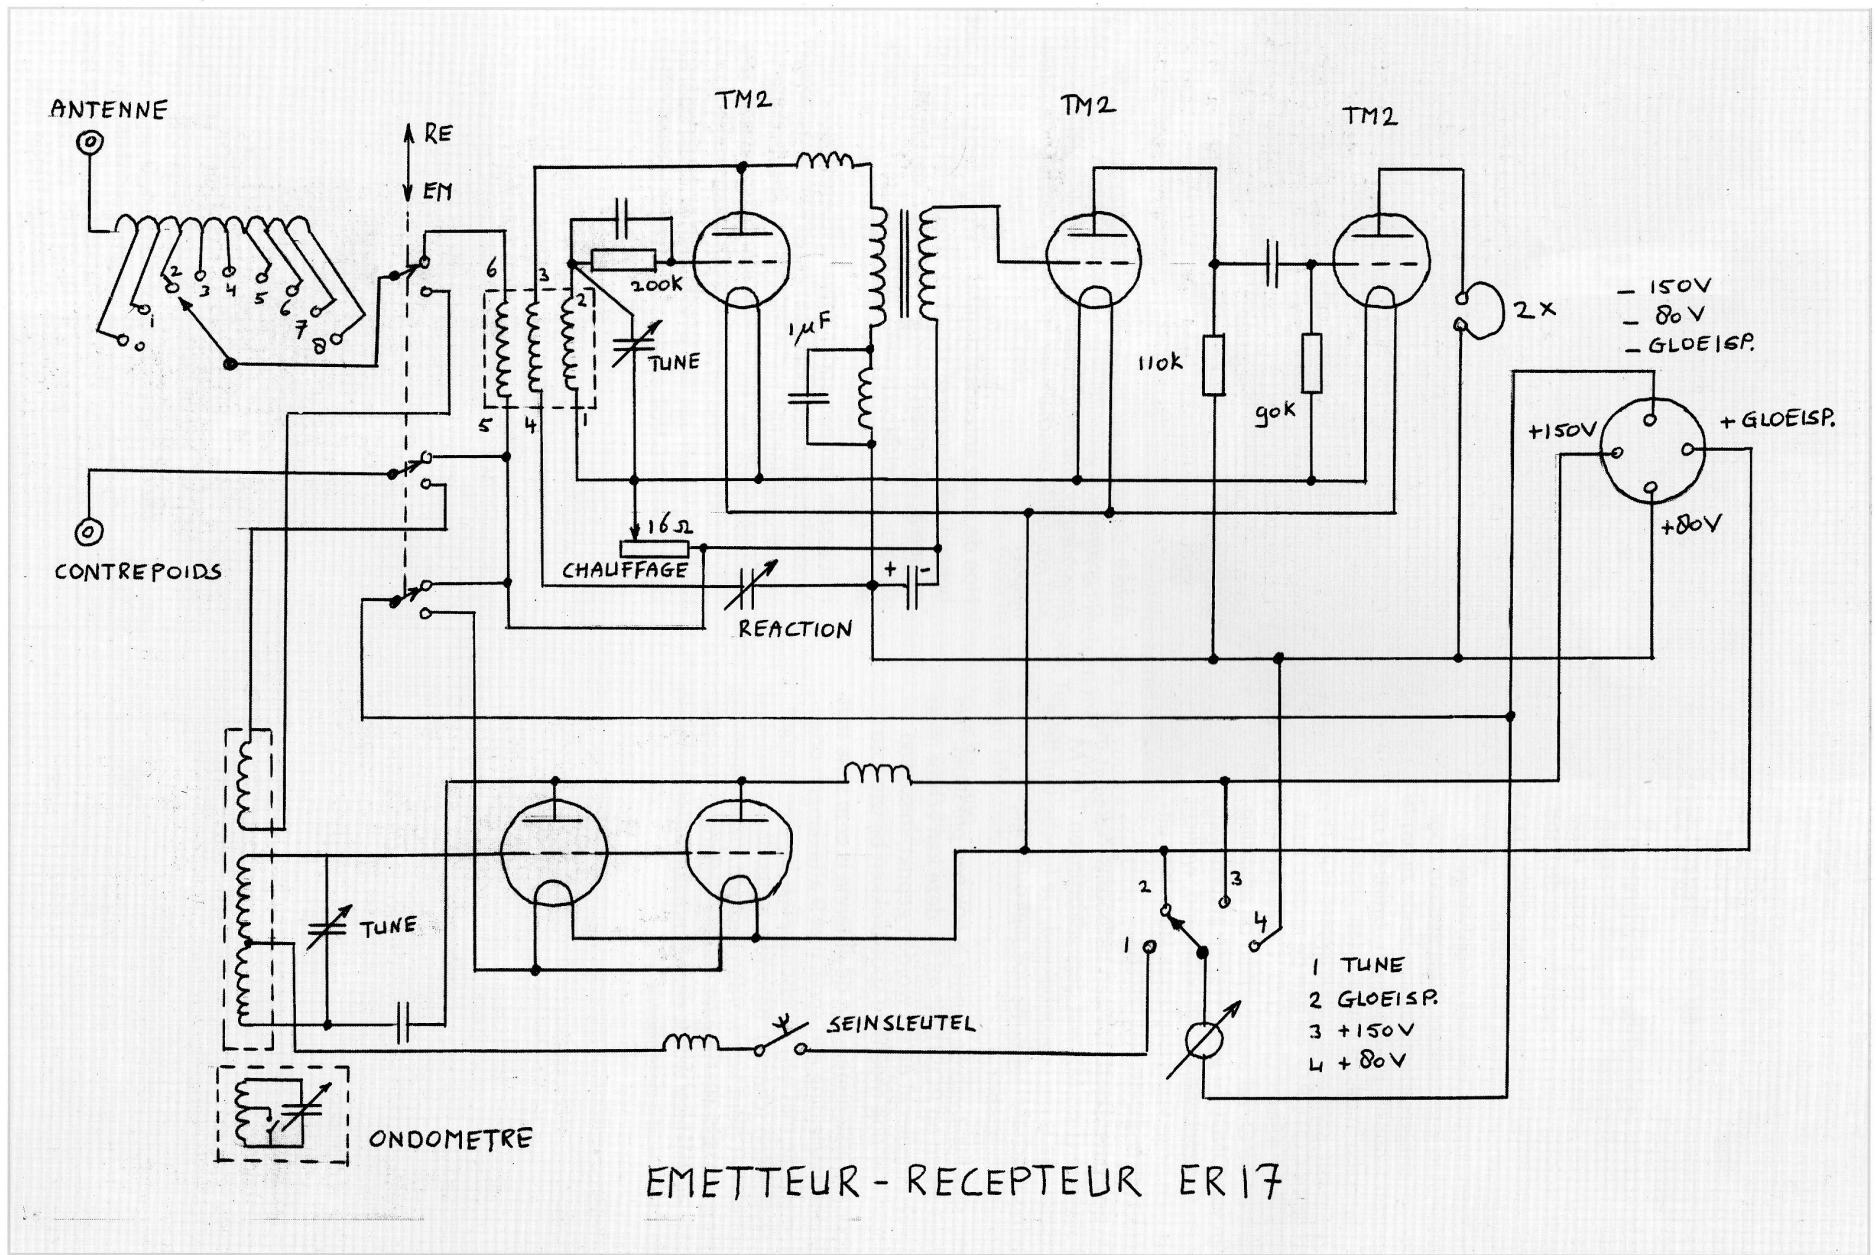 ANTENNE
RE
EM
TM2
TM2
TM2
1
0
2
3
4
5
6
7
8
6
3
2
5
4
1
200K
TUNE
1µF
110K
90K
2x
- 150V
- 80V
- GLOEISP.
+150V
+ GLOEISP.
+80V
CONTREPOIDS
16Ω
CHAUFFAGE
REACTION
+ -
TUNE
SEINSLEUTEL
1
2
3
4
1 TUNE
2 GLOEISP.
3 +150V
4 +80V
ONDOMETRE
EMETTEUR - RECEPTEUR ER17